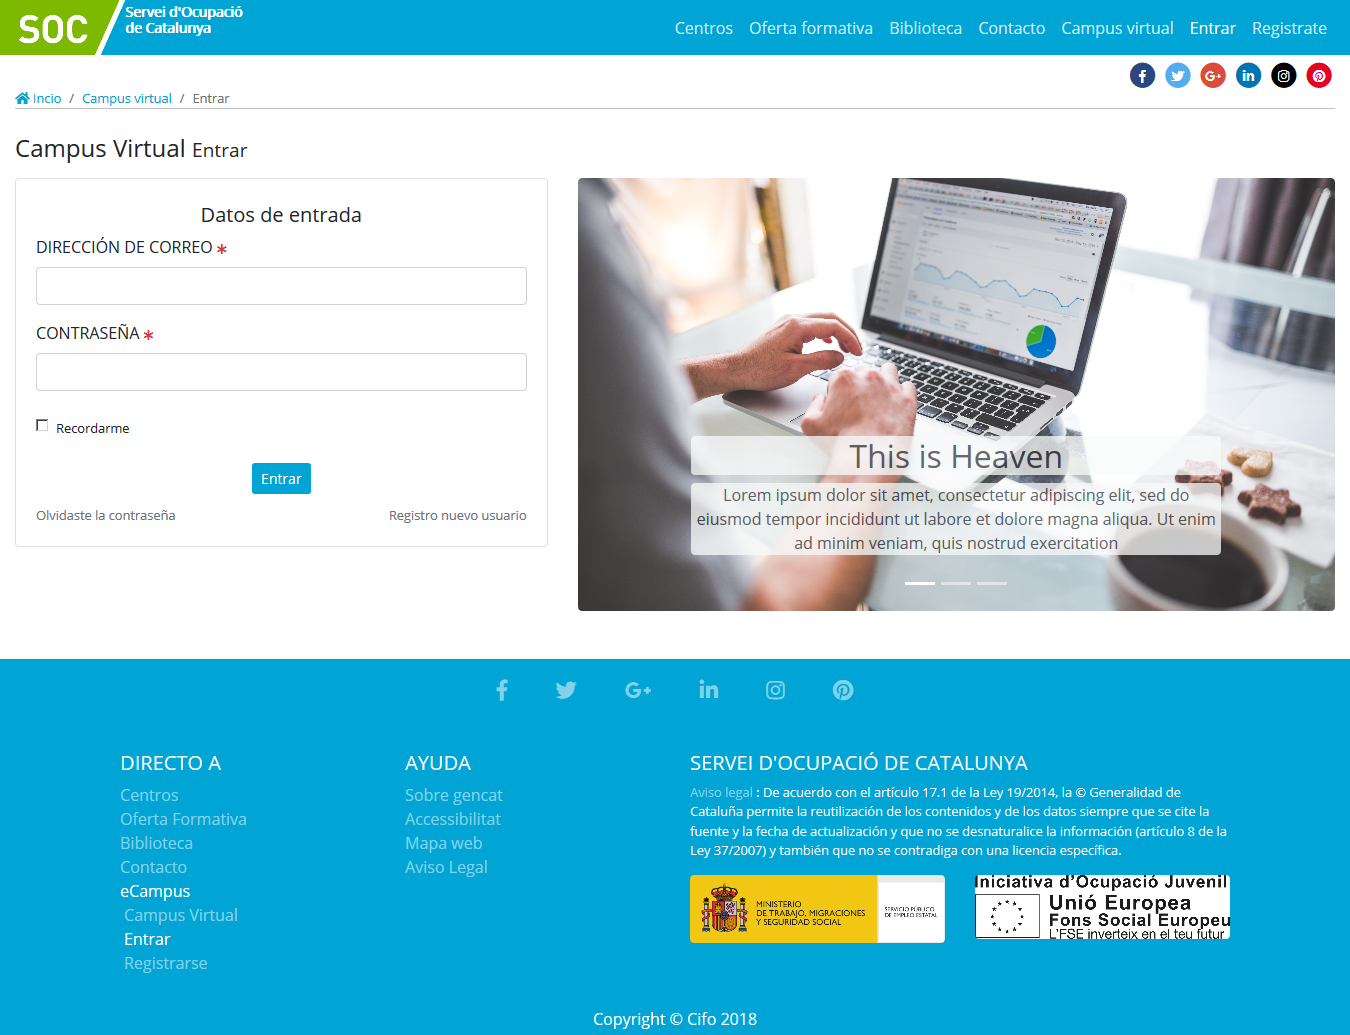 SOC
Servei d'Ocupació
de Catalunya
Centros Oferta formativa Biblioteca Contacto Campus virtual Entrar Registrate
Incio / Campus virtual / Entrar
Campus Virtual Entrar
Datos de entrada
DIRECCIÓN DE CORREO *
CONTRASEÑA *
Recordarme
Entrar
Olvidaste la contraseña Registro nuevo usuario
This is Heaven
Lorem ipsum dolor sit amet, consectetur adipiscing elit, sed do
eiusmod tempor incididunt ut labore et dolore magna aliqua. Ut enim
ad minim veniam, quis nostrud exercitation
DIRECTO A
Centros
Oferta Formativa
Biblioteca
Contacto
eCampus
Campus Virtual
Entrar
Registrarse
AYUDA
Sobre gencat
Accessibilitat
Mapa web
Aviso Legal
SERVEI D'OCUPACIÓ DE CATALUNYA
Aviso legal : De acuerdo con el artículo 17.1 de la Ley 19/2014, la © Generalidad de
Cataluña permite la reutilización de los contenidos y de los datos siempre que se cite la
fuente y la fecha de actualización y que no se desnaturalice la información (artículo 8 de la
Ley 37/2007) y también que no se contradiga con una licencia específica.
MINISTERIO
DE TRABAJO, MIGRACIONES
Y SEGURIDAD SOCIAL
SERVICIO PÚBLICO
DE EMPLEO ESTATAL
Iniciativa d'Ocupació Juvenil
Unió Europea
Fons Social Europeu
L'FSE inverteix en el teu futur
Copyright © Cifo 2018